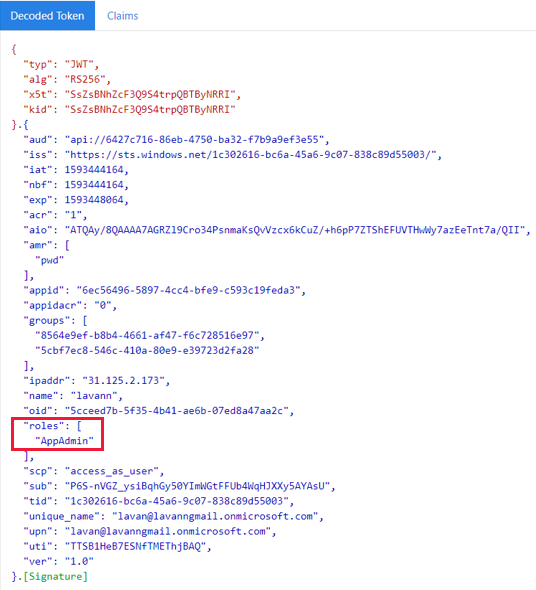 Decoded Token
Claims
{
"typ": "JWT",
"alg": "RS256",
"x5t": "SsZsBNhZcF3Q9S4trpQBTByNRRI",
"kid": "SsZsBNhZcF3Q9S4trpQBTByNRRI"
}.{
"aud": "api://6427c716-86eb-4750-ba32-f7b9a9ef3e55",
"iss": "https://sts.windows.net/1c302616-bc6a-45a6-9c07-838c89d55003/",
"iat": 1593444164,
"nbf": 1593444164,
"exp": 1593448064,
"acr": "1",
"aio": "ATQAy/8QAAAA7AGRZl9Cro34PsnmaKsQvVzcx6kCuZ/+h6pP7ZTShEFUVTHwWy7azEeTnt7a/QII",
"amr": [
"pwd"
],
"appid": "6ec56496-5897-4cc4-bfe9-c593c19feda3",
"appidacr": "0",
"groups": [
"8564e9ef-b8b4-4661-af47-f6c728516e97",
"5cbf7ec8-546c-410a-80e9-e39723d2fa28"
],
"ipaddr": "31.125.2.173",
"name": "lavann",
"oid": "5cceed7b-5f35-4b41-ae6b-07ed8a47aa2c",
"roles": [
"AppAdmin"
],
"scp": "access_as_user",
"sub": "P6S-nVGZ_ysiBqhGy50YImWGtFFUb4WqHJXXy5AYAsU",
"tid": "1c302616-bc6a-45a6-9c07-838c89d55003",
"unique_name": "lavan@lavanngmail.onmicrosoft.com",
"upn": "lavan@lavanngmail.onmicrosoft.com",
"uti": "TTSB1HeB7ESNfTMEThjBAQ",
"ver": "1.0"
}.[Signature]